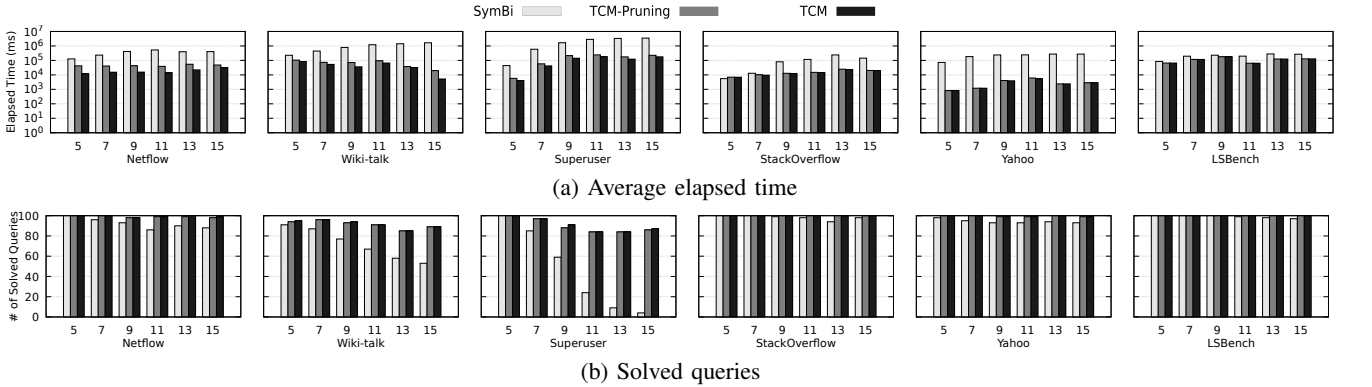 SymBi TCM-Pruning TCM
Elapsed Time (ms)
10^7
10^6
10^5
10^4
10^3
10^2
10^1
10^0
5 7 9 11 13 15
Netflow
5 7 9 11 13 15
Wiki-talk
5 7 9 11 13 15
Superuser
5 7 9 11 13 15
StackOverflow
5 7 9 11 13 15
Yahoo
5 7 9 11 13 15
LSBench
(a) Average elapsed time
# of Solved Queries
100
80
60
40
20
0
5 7 9 11 13 15
Netflow
5 7 9 11 13 15
Wiki-talk
5 7 9 11 13 15
Superuser
5 7 9 11 13 15
StackOverflow
5 7 9 11 13 15
Yahoo
5 7 9 11 13 15
LSBench
(b) Solved queries